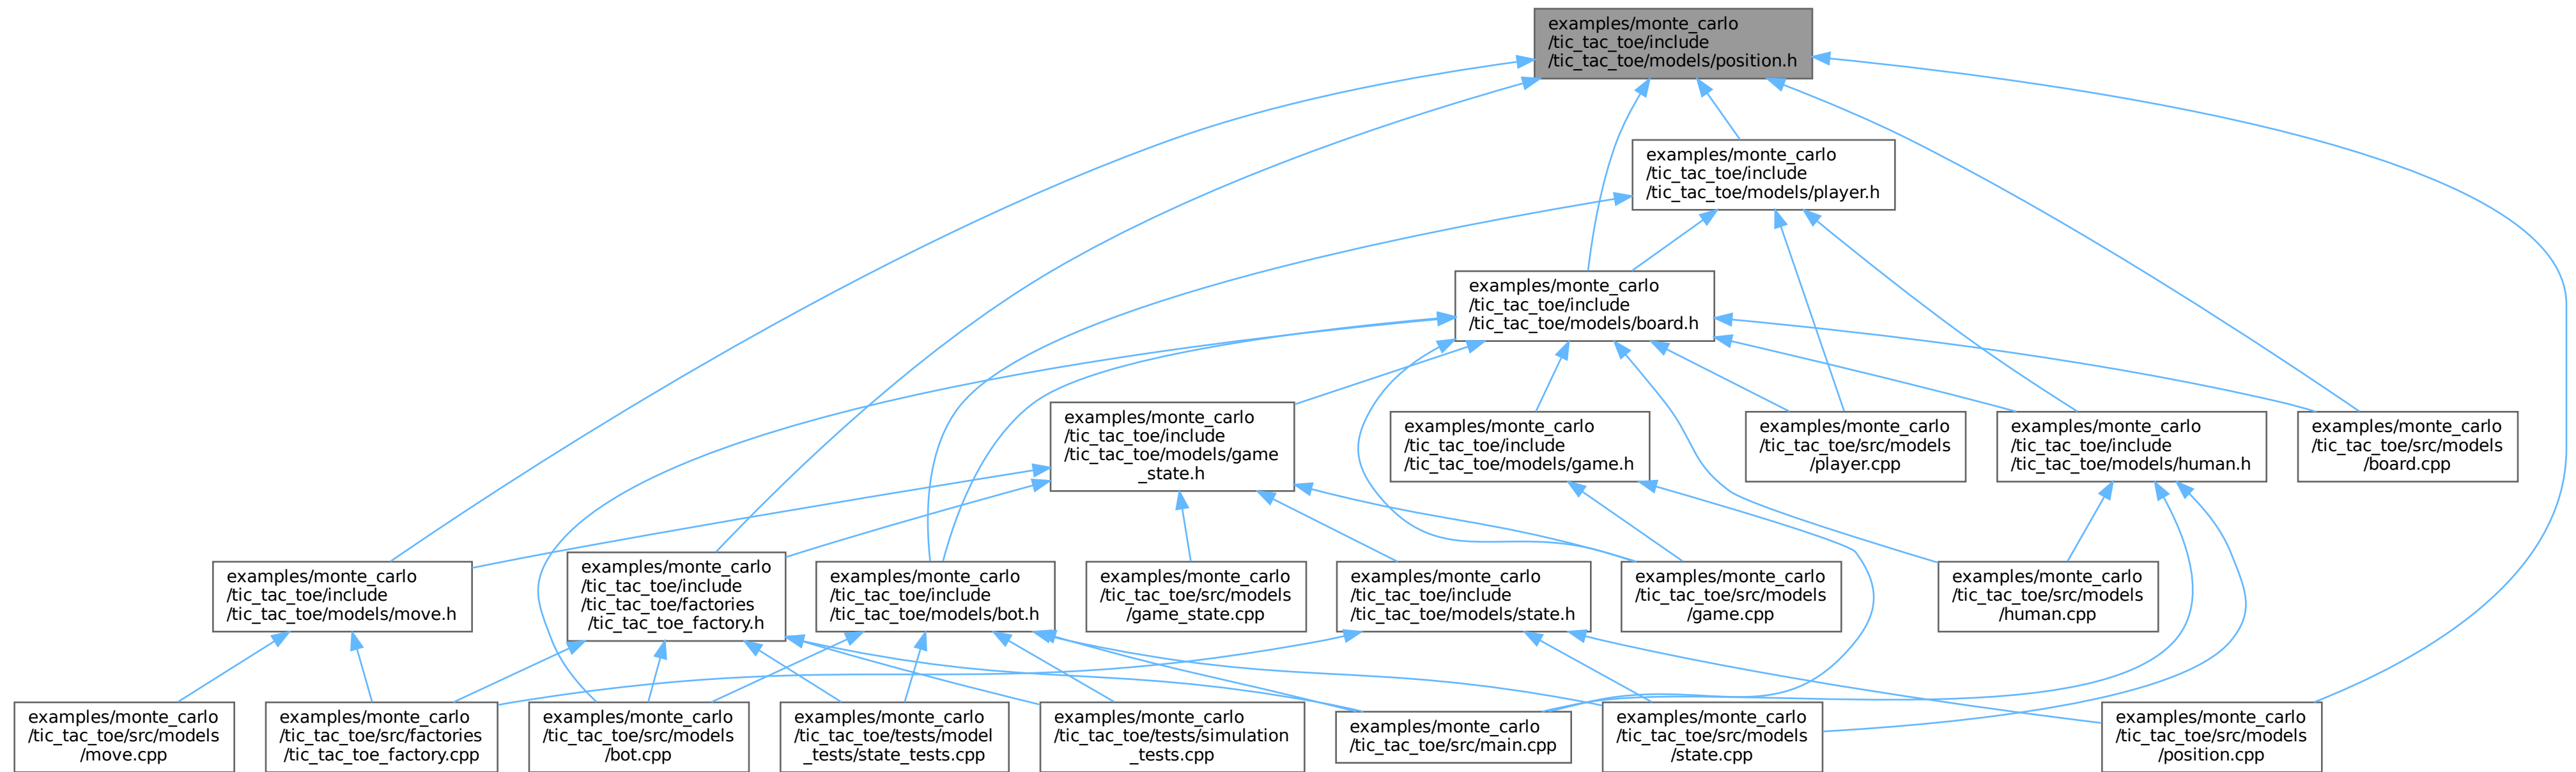 examples/monte_carlo
/tic_tac_toe/include
/tic_tac_toe/models/position.h
examples/monte_carlo
/tic_tac_toe/include
/tic_tac_toe/models/player.h
examples/monte_carlo
/tic_tac_toe/include
/tic_tac_toe/models/board.h
examples/monte_carlo
/tic_tac_toe/include
/tic_tac_toe/models/game
_state.h
examples/monte_carlo
/tic_tac_toe/include
/tic_tac_toe/models/game.h
examples/monte_carlo
/tic_tac_toe/src/models
/player.cpp
examples/monte_carlo
/tic_tac_toe/include
/tic_tac_toe/models/human.h
examples/monte_carlo
/tic_tac_toe/src/models
/board.cpp
examples/monte_carlo
/tic_tac_toe/include
/tic_tac_toe/models/move.h
examples/monte_carlo
/tic_tac_toe/include
/tic_tac_toe/factories
/tic_tac_toe_factory.h
examples/monte_carlo
/tic_tac_toe/include
/tic_tac_toe/models/bot.h
examples/monte_carlo
/tic_tac_toe/src/models
/game_state.cpp
examples/monte_carlo
/tic_tac_toe/include
/tic_tac_toe/models/state.h
examples/monte_carlo
/tic_tac_toe/src/models
/game.cpp
examples/monte_carlo
/tic_tac_toe/src/models
/human.cpp
examples/monte_carlo
/tic_tac_toe/src/models
/move.cpp
examples/monte_carlo
/tic_tac_toe/src/factories
/tic_tac_toe_factory.cpp
examples/monte_carlo
/tic_tac_toe/src/models
/bot.cpp
examples/monte_carlo
/tic_tac_toe/tests/model
_tests/state_tests.cpp
examples/monte_carlo
/tic_tac_toe/tests/simulation
_tests.cpp
examples/monte_carlo
/tic_tac_toe/src/main.cpp
examples/monte_carlo
/tic_tac_toe/src/models
/state.cpp
examples/monte_carlo
/tic_tac_toe/src/models
/position.cpp